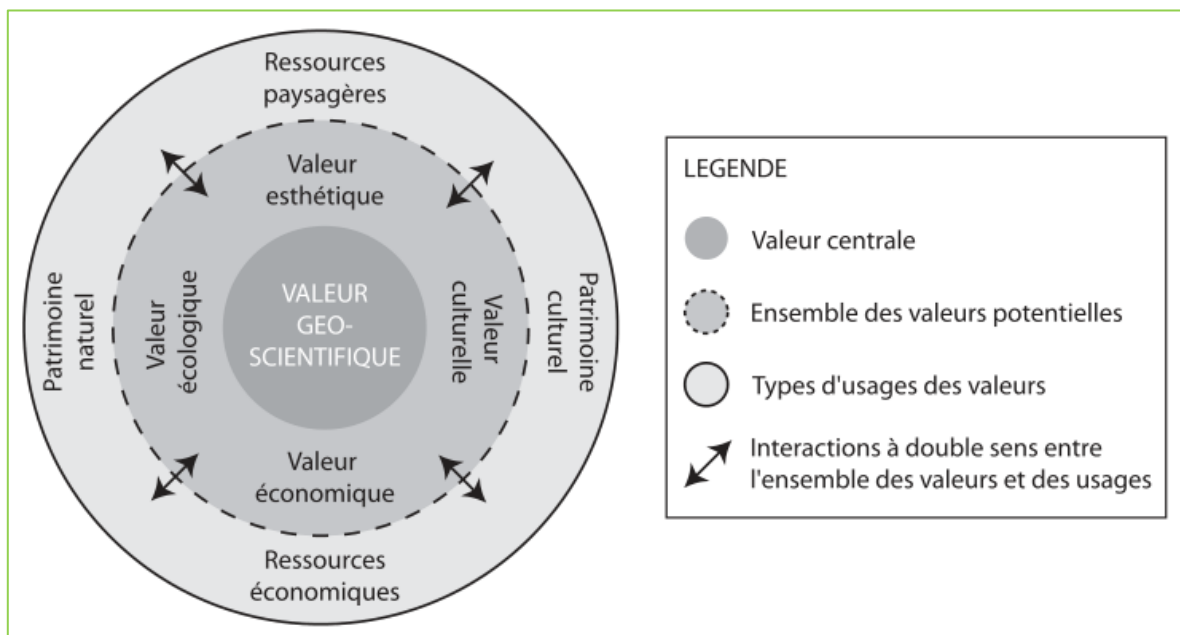 Ressources
paysagères
Valeur
esthétique
Patrimoine
naturel
Valeur
écologique
VALEUR
GEO-
SCIENTIFIQUE
Valeur
culturelle
Patrimoine
culturel
Valeur
économique
Ressources
économiques
LEGENDE
Valeur centrale
Ensemble des valeurs potentielles
Types d'usages des valeurs
Interactions à double sens entre
l'ensemble des valeurs et des usages